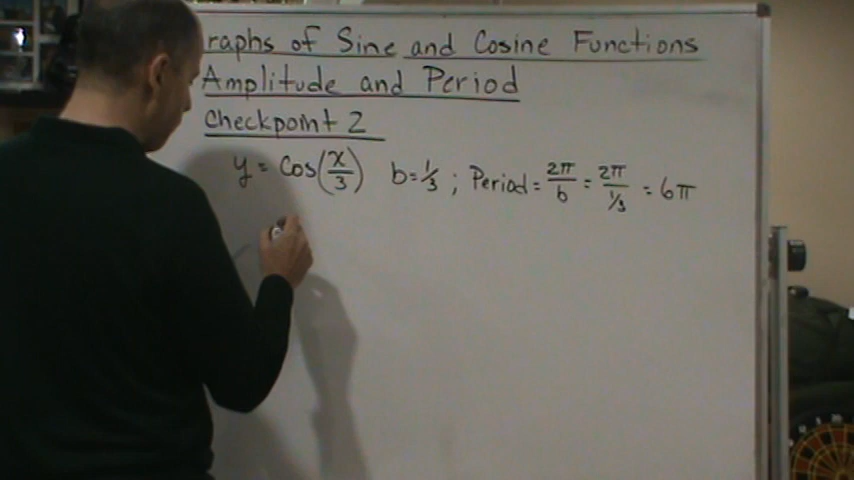 raphs of Sine and Cosine Functions
Amplitude and Period
Checkpoint 2
y = cos(x/3) b=1/3 ; Period = 2π/b = 2π/1/3 = 6π